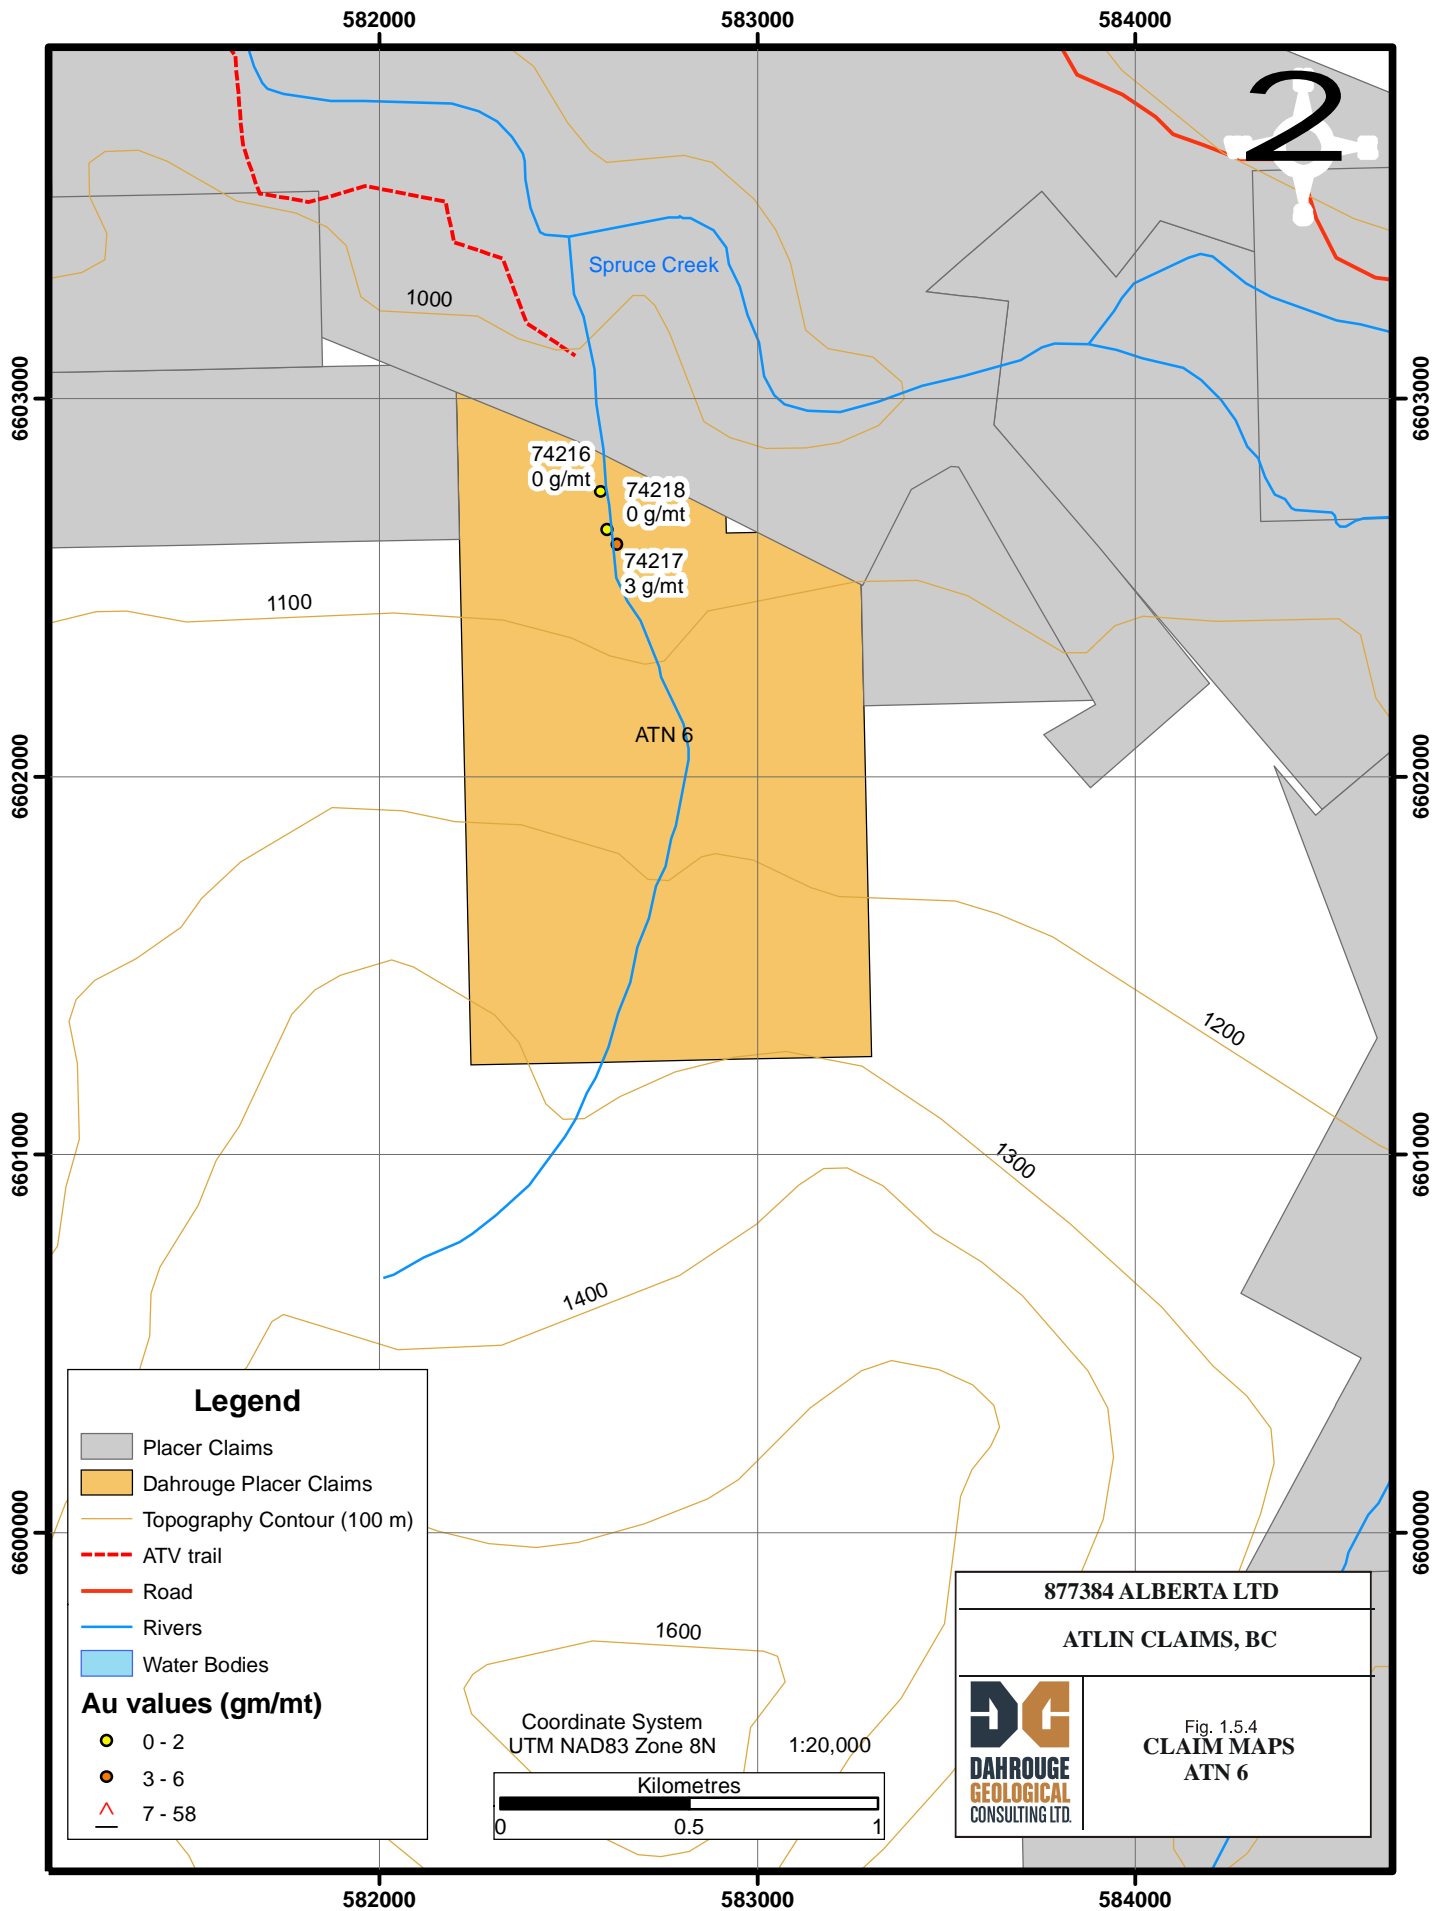 582000
583000
584000
2
Spruce Creek
1000
6603000
6603000
74216
0 g/mt
74218
0 g/mt
74217
3 g/mt
1100
ATN 6
6602000
6602000
1200
6601000
6601000
1300
1400
Legend
Placer Claims
Dahrouge Placer Claims
Topography Contour (100 m)
ATV trail
Road
Rivers
Water Bodies
Au values (gm/mt)
0 - 2
3 - 6
7 - 58
6600000
6600000
1600
Coordinate System
UTM NAD83 Zone 8N
1:20,000
Kilometres
0
0.5
1
877384 ALBERTA LTD
ATLIN CLAIMS, BC
DAHROUGE
GEOLOGICAL
CONSULTING LTD.
Fig. 1.5.4
CLAIM MAPS
ATN 6
582000
583000
584000